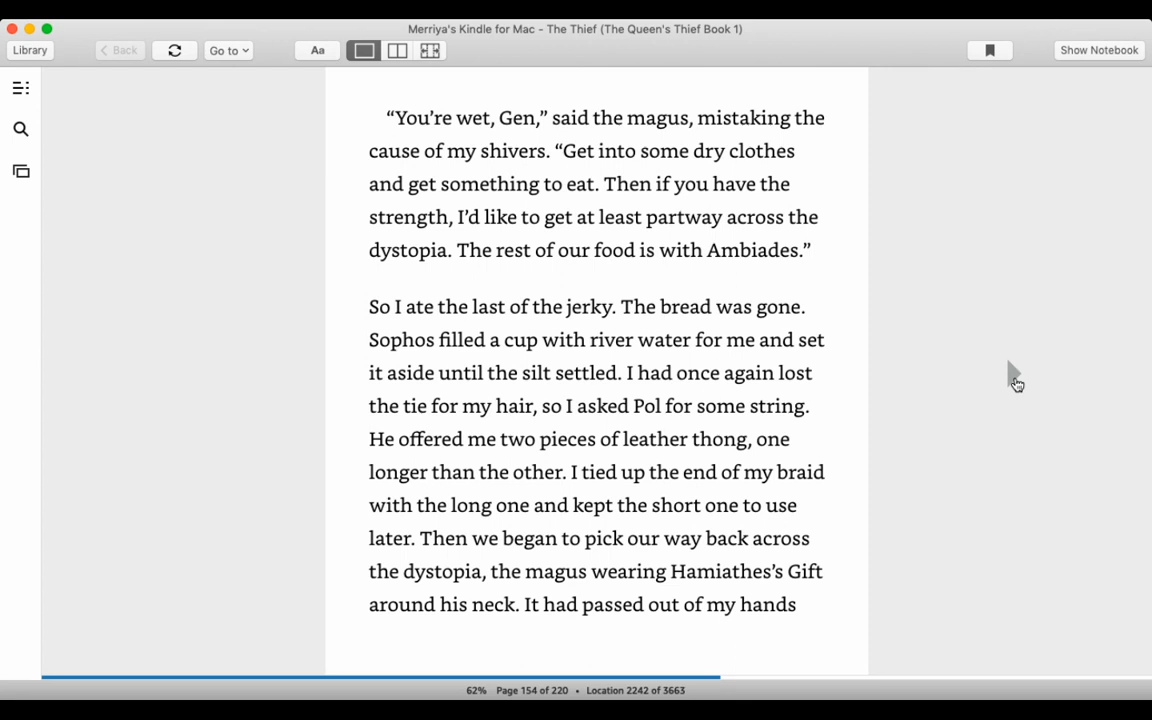 Merriya's Kindle for Mac - The Thief (The Queen's Thief Book 1)
Library
Back
Go to
Aa
Show Notebook
“You’re wet, Gen,” said the magus, mistaking the
cause of my shivers. “Get into some dry clothes
and get something to eat. Then if you have the
strength, I’d like to get at least partway across the
dystopia. The rest of our food is with Ambiades.”
So I ate the last of the jerky. The bread was gone.
Sophos filled a cup with river water for me and set
it aside until the silt settled. I had once again lost
the tie for my hair, so I asked Pol for some string.
He offered me two pieces of leather thong, one
longer than the other. I tied up the end of my braid
with the long one and kept the short one to use
later. Then we began to pick our way back across
the dystopia, the magus wearing Hamiathes’s Gift
around his neck. It had passed out of my hands
62% Page 154 of 220 • Location 2242 of 3663